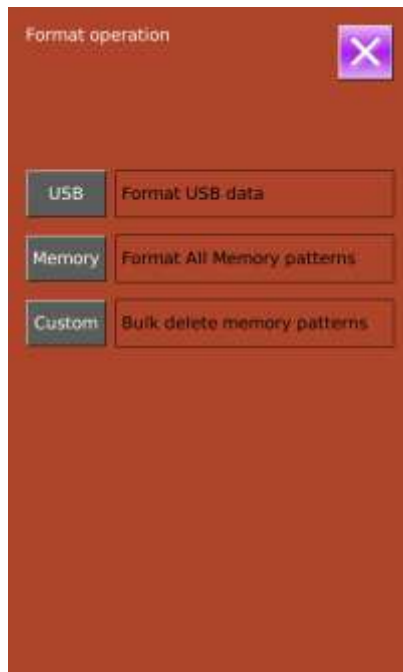 Format operation
USB Format USB data
Memory Format All Memory patterns
Custom Bulk delete memory patterns